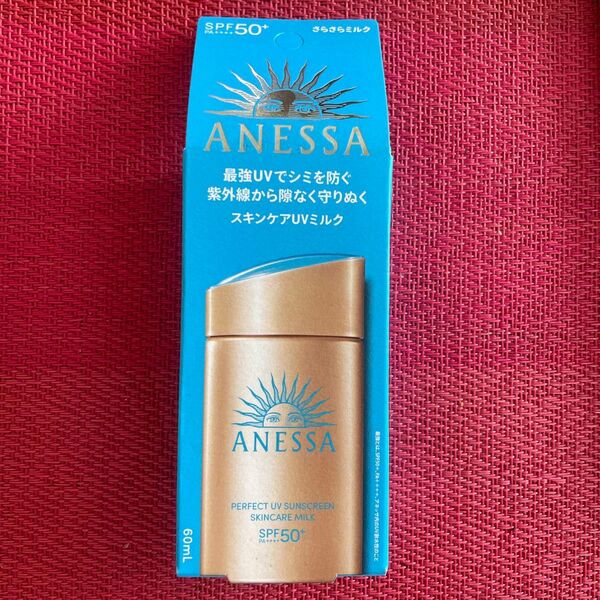 SPF50+
PA++++
さらさらミルク
ANESSA
最強UVでシミを防ぐ
紫外線から隙なく守りぬく
スキンケアUVミルク
ANESSA
PERFECT UV SUNSCREEN
SKINCARE MILK
SPF50+
PA++++
60mL